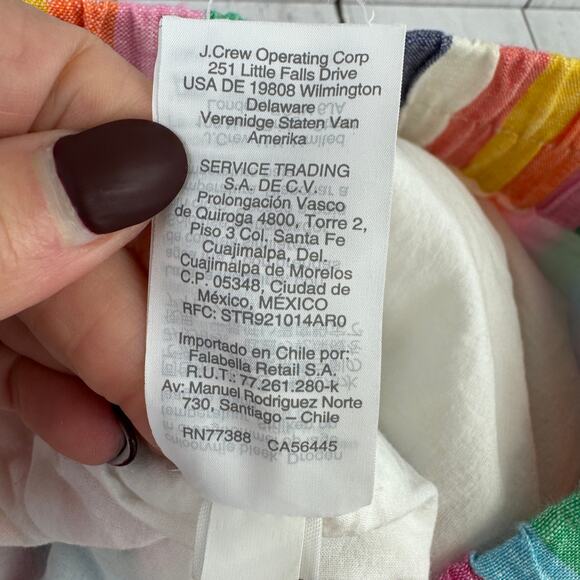 J.Crew Operating Corp
251 Little Falls Drive
USA DE 19808 Wilmington
Delaware
Verenidge Staten Van
Amerika
SERVICE TRADING
S.A. DE C.V.
Prolongación Vasco
de Quiroga 4800, Torre 2,
Piso 3 Col. Santa Fe
Cuajimalpa, Del.
Cuajimalpa de Morelos
C.P. 05348, Ciudad de
México, MÉXICO
RFC: STR921014AR0
Importado en Chile por:
Falabella Retail S.A.
R.U.T.: 77.261.280-k
Av: Manuel Rodriguez Norte
730, Santiago – Chile
RN77388 CA56445